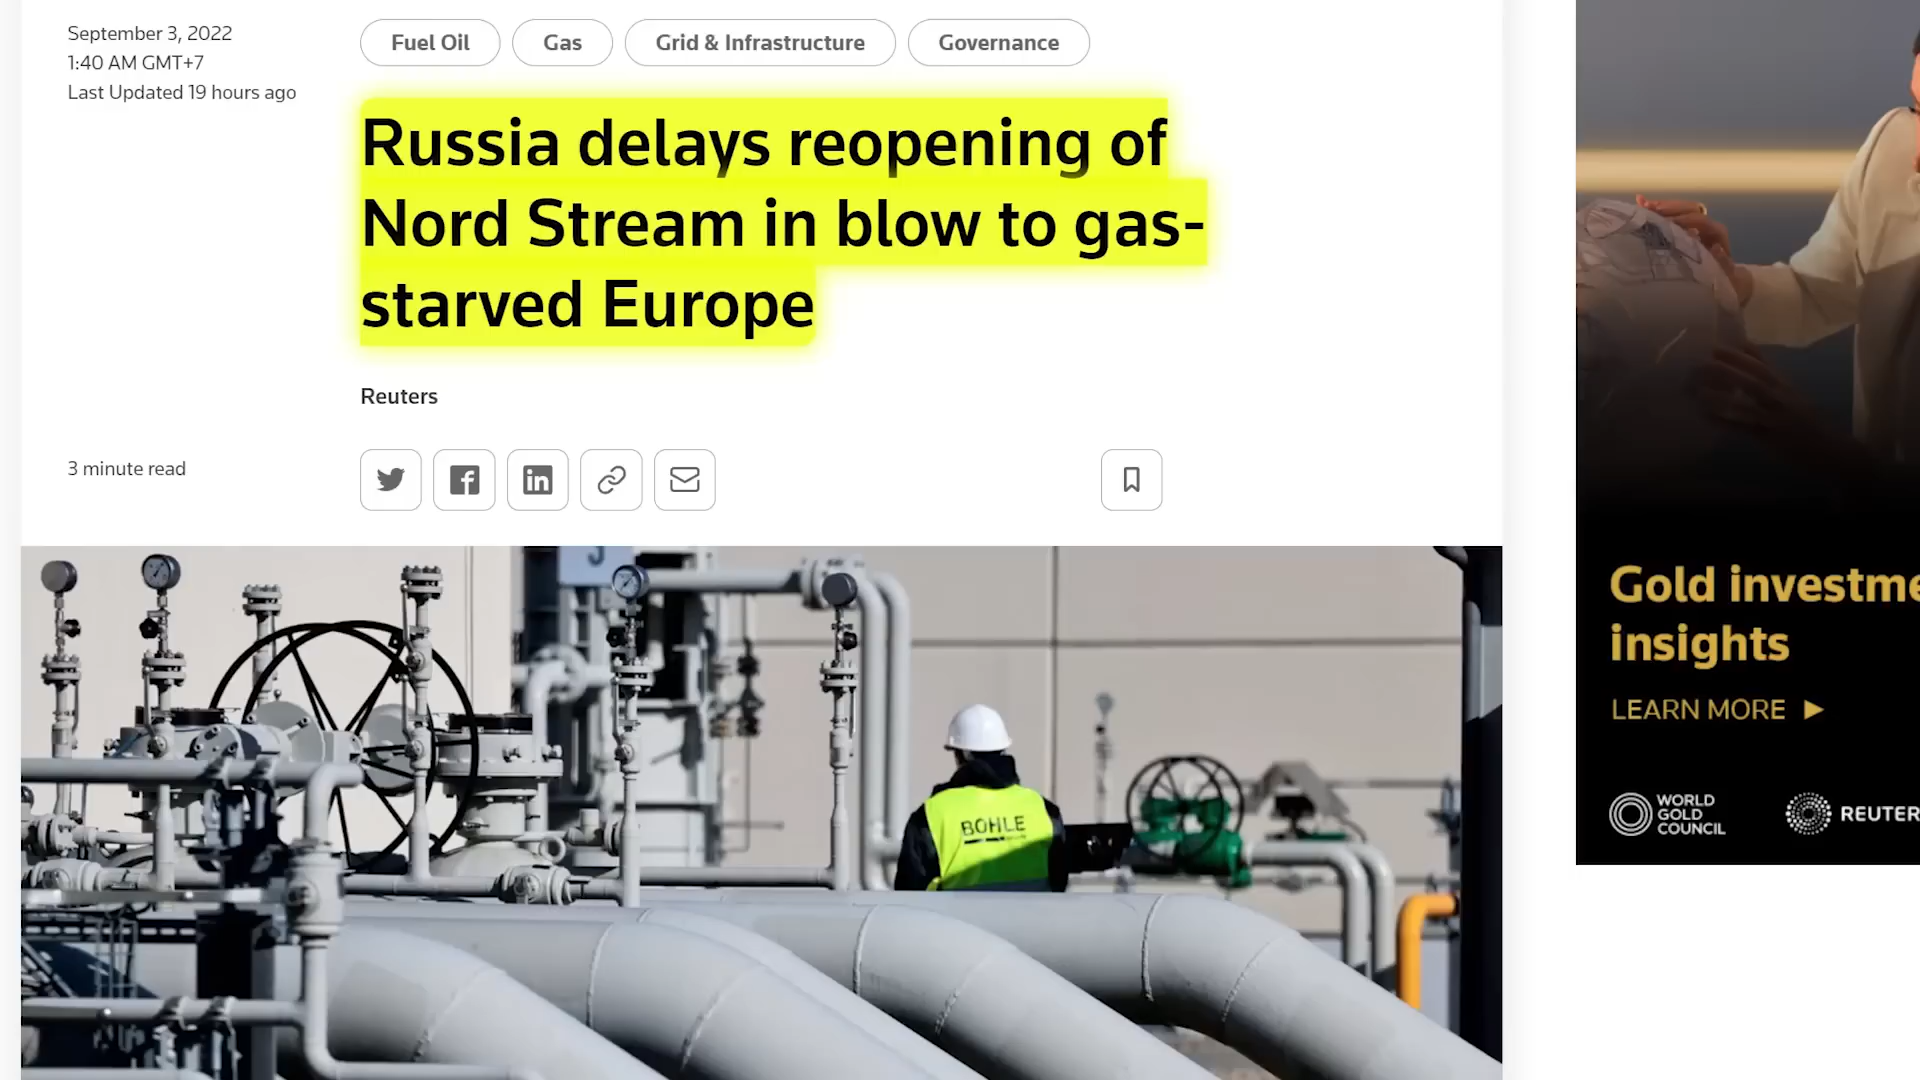 September 3, 2022
1:40 AM GMT+7
Last Updated 19 hours ago
Fuel Oil
Gas
Grid & Infrastructure
Governance
Russia delays reopening of
Nord Stream in blow to gas-
starved Europe
Reuters
3 minute read
BOHLE
Gold investme
insights
LEARN MORE
WORLD
GOLD
COUNCIL
REUTER